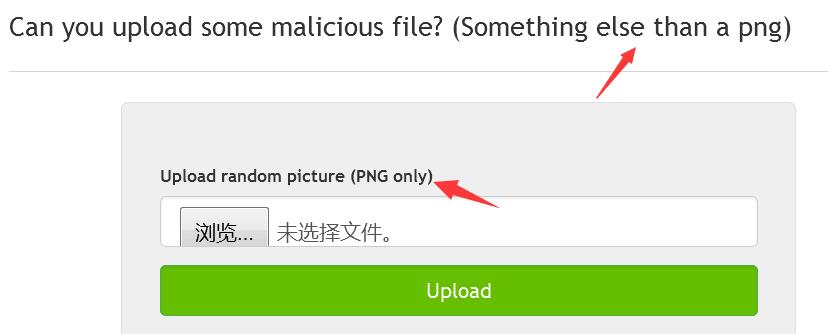 Can you upload some malicious file? (Something else than a png)
Upload random picture (PNG only)
浏览... 未选择文件。
Upload